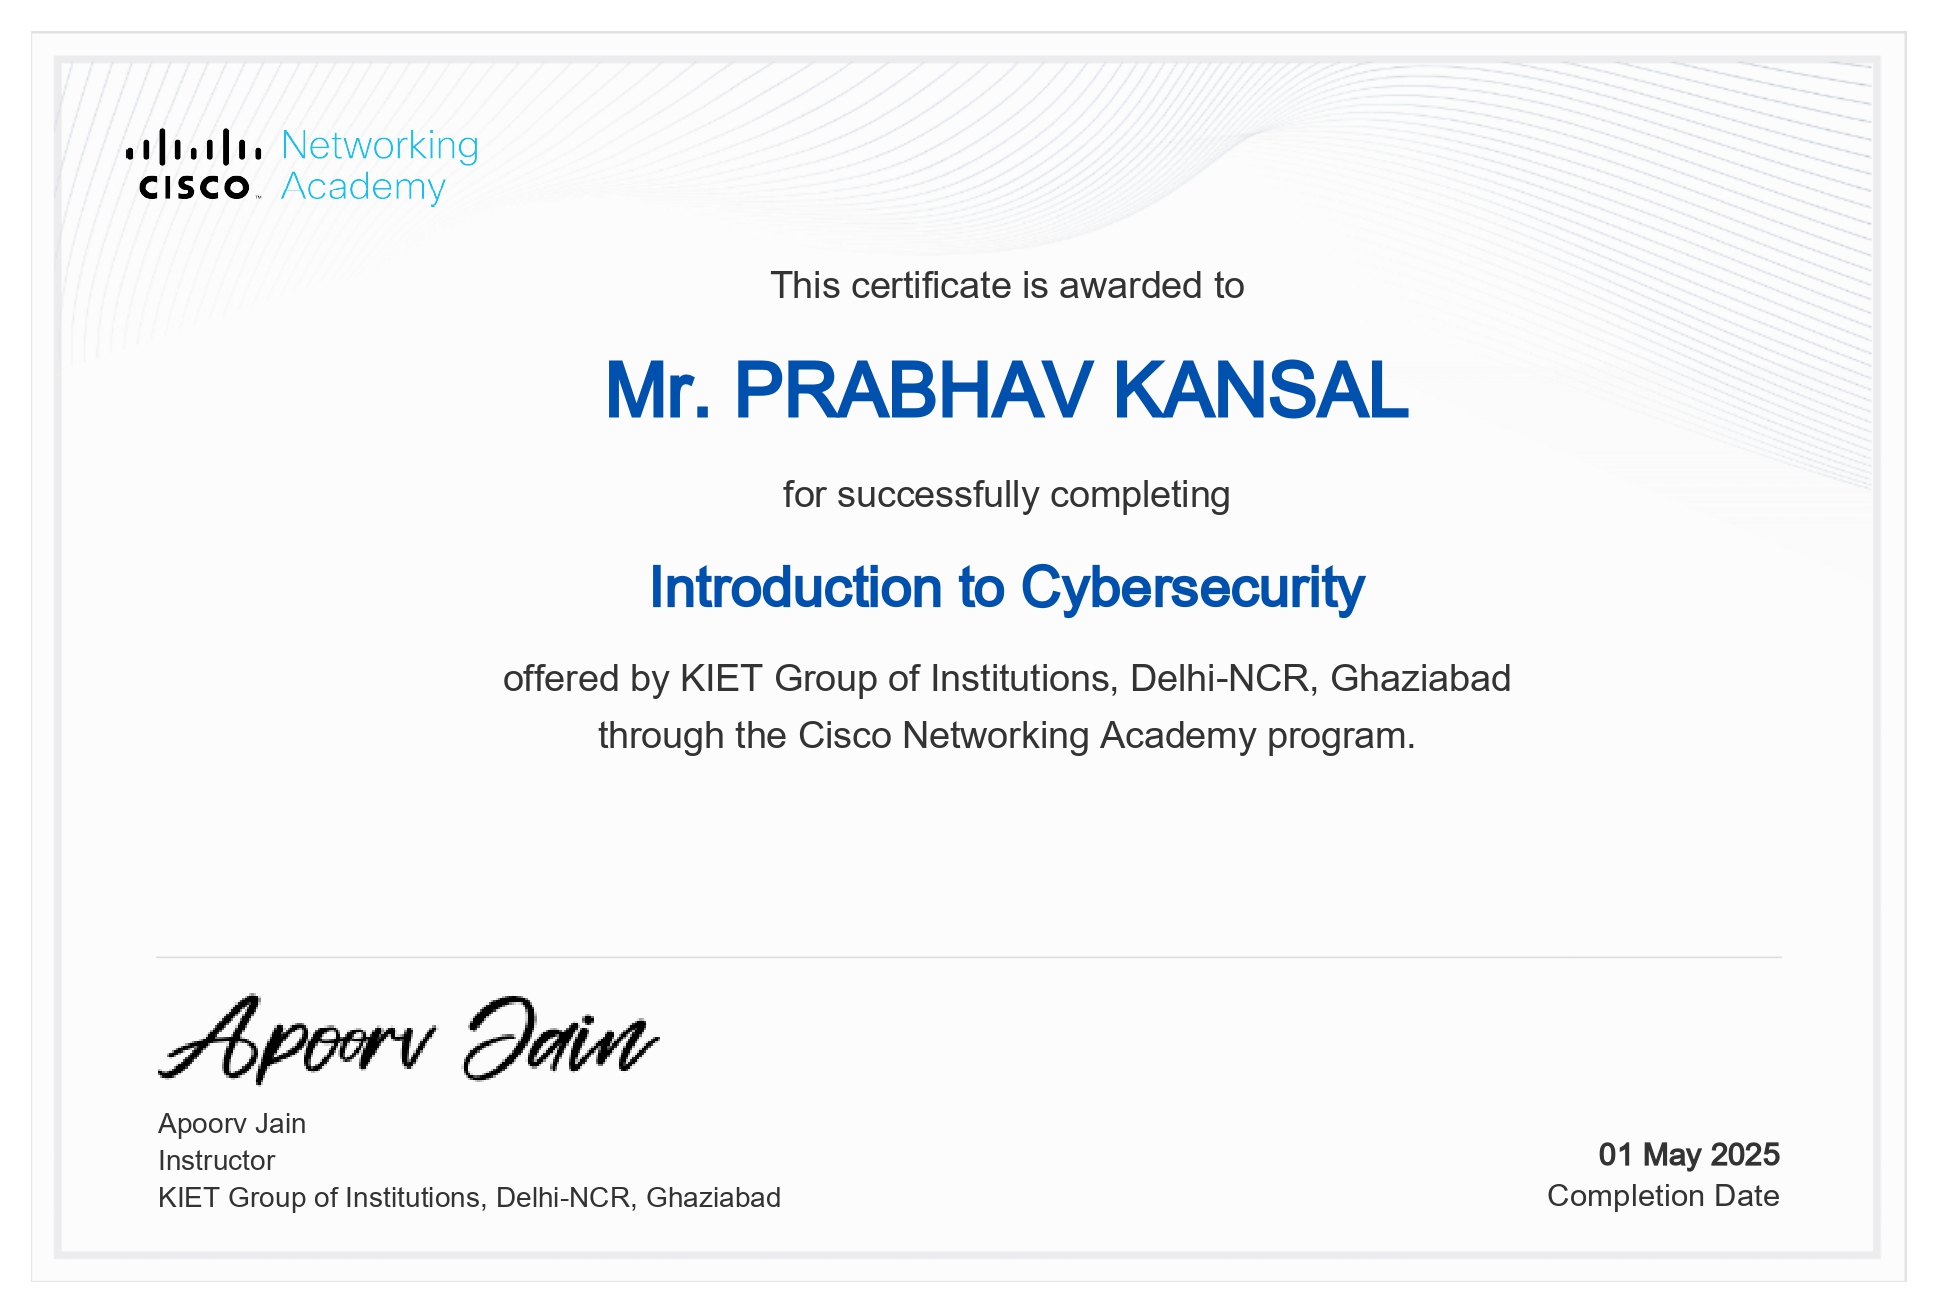 Networking
CISCO™ Academy
This certificate is awarded to
Mr. PRABHAV KANSAL
for successfully completing
Introduction to Cybersecurity
offered by KIET Group of Institutions, Delhi-NCR, Ghaziabad
through the Cisco Networking Academy program.
Apoorv Jain
Apoorv Jain
Instructor
KIET Group of Institutions, Delhi-NCR, Ghaziabad
01 May 2025
Completion Date